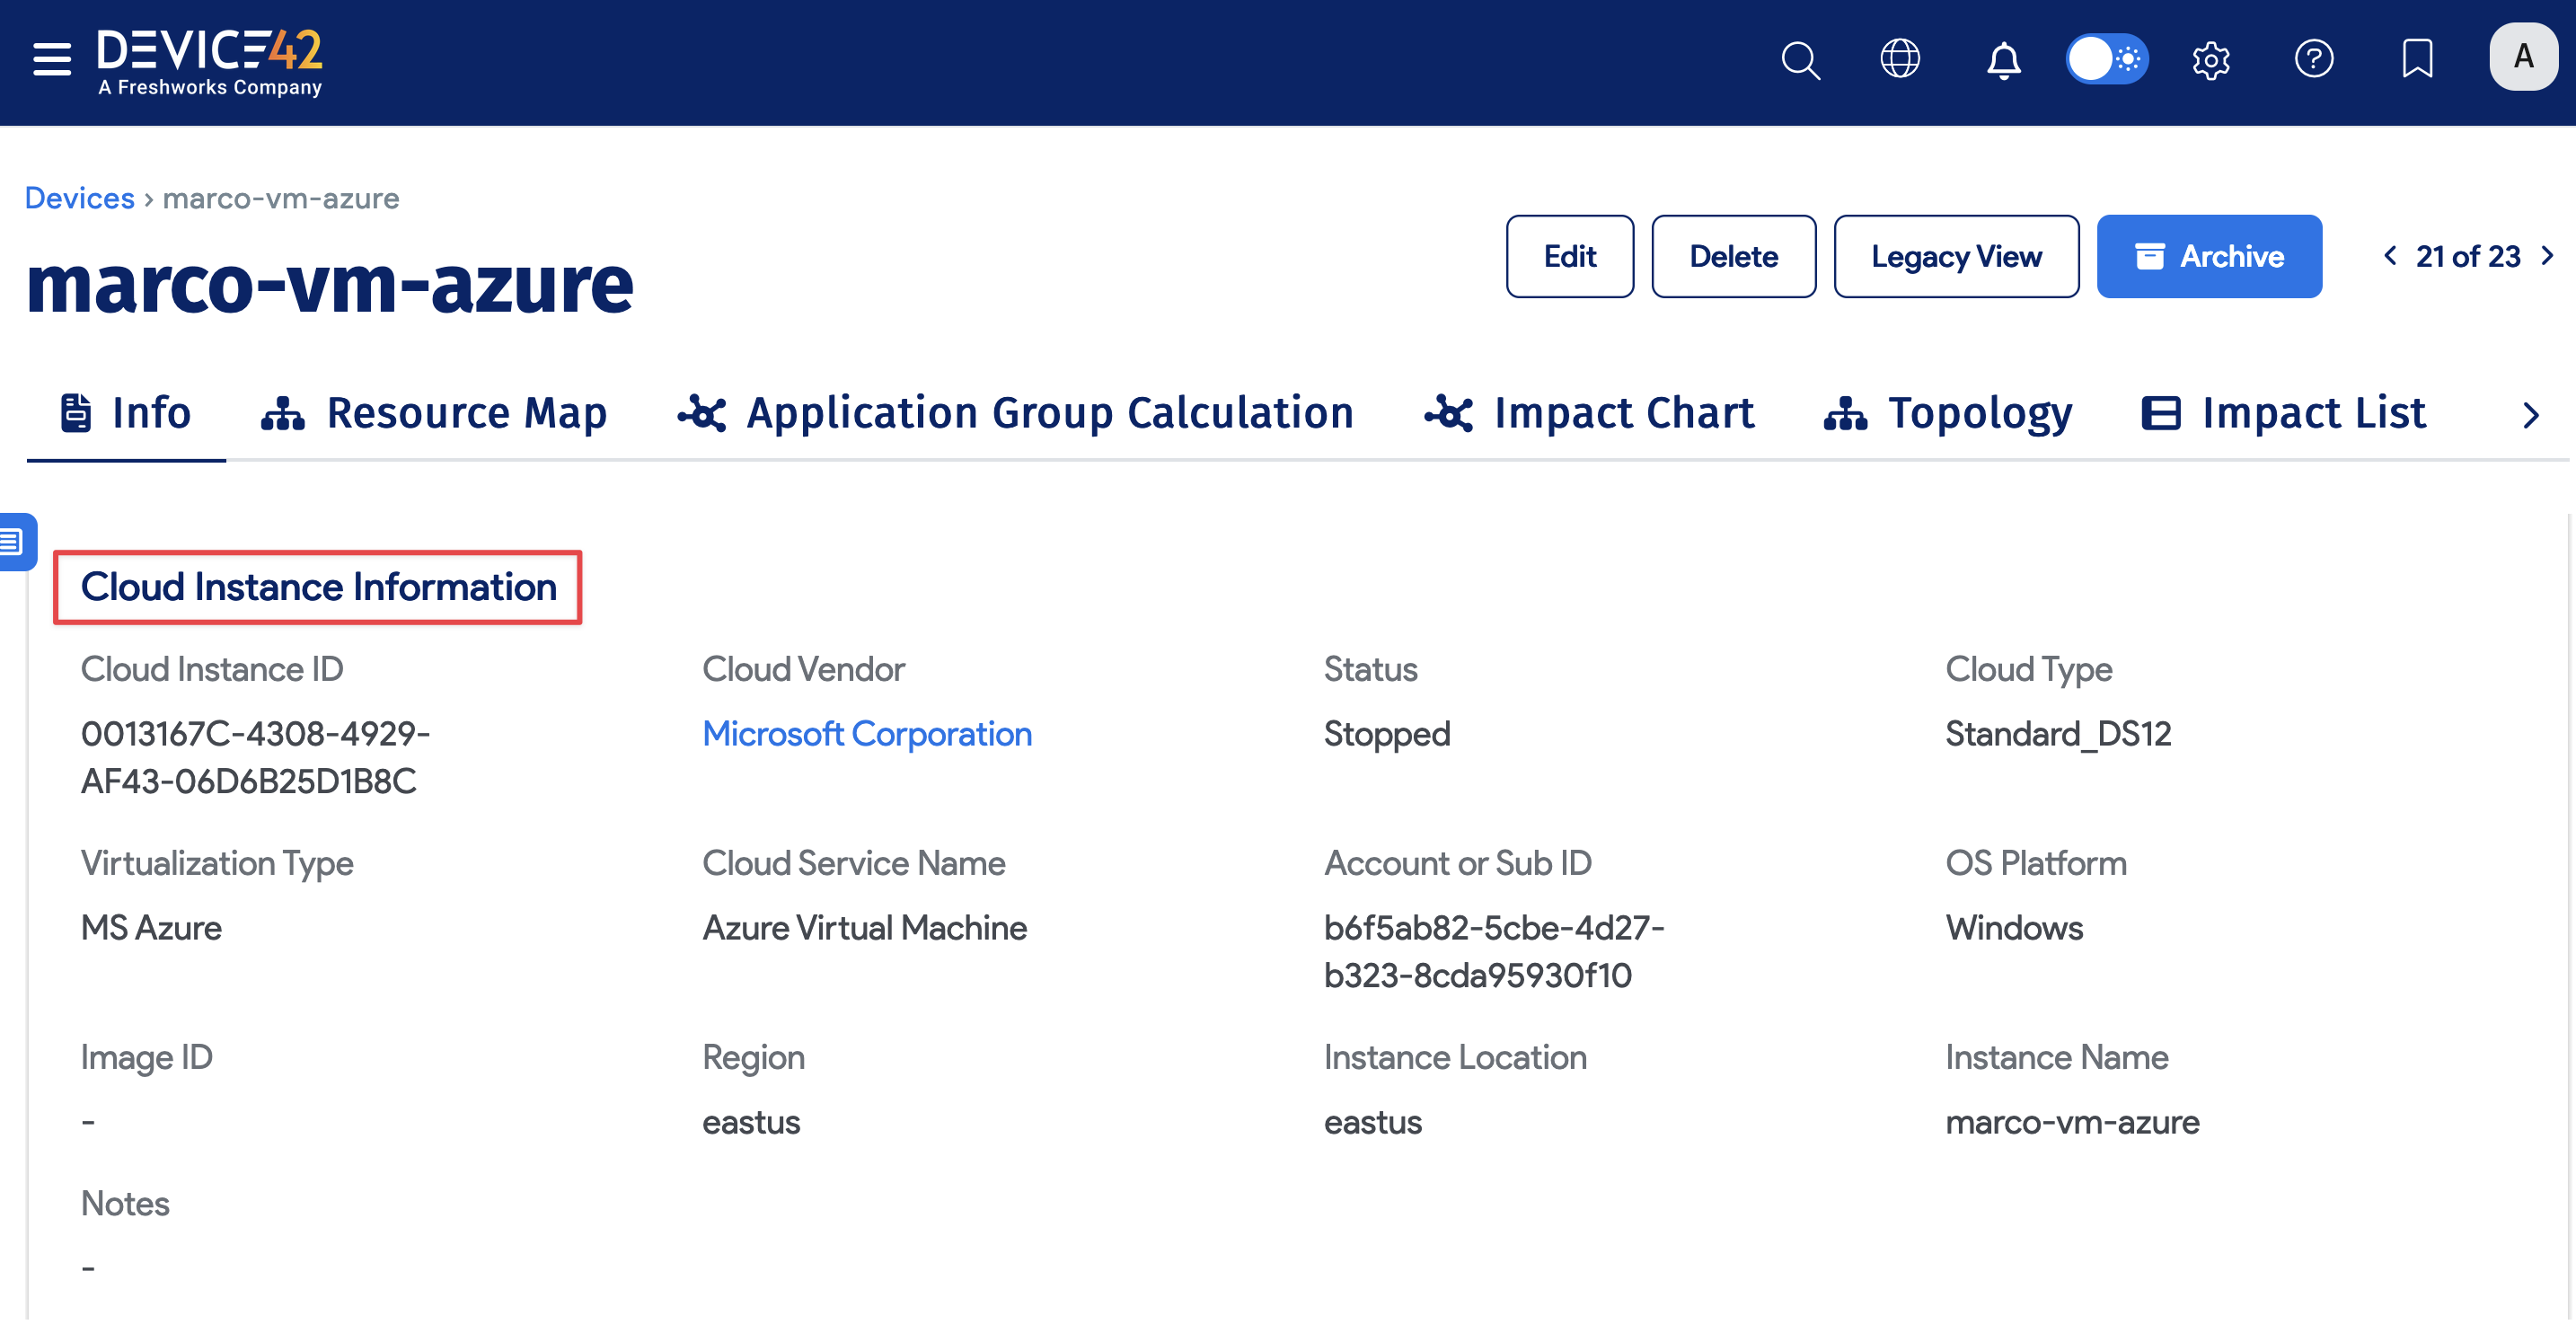 DEVICE42
A Freshworks Company
A
Devices › marco-vm-azure
marco-vm-azure
Edit
Delete
Legacy View
Archive
21 of 23
Info
Resource Map
Application Group Calculation
Impact Chart
Topology
Impact List
Cloud Instance Information
Cloud Instance ID
0013167C-4308-4929-
AF43-06D6B25D1B8C
Cloud Vendor
Microsoft Corporation
Status
Stopped
Cloud Type
Standard_DS12
Virtualization Type
MS Azure
Cloud Service Name
Azure Virtual Machine
Account or Sub ID
b6f5ab82-5cbe-4d27-
b323-8cda95930f10
OS Platform
Windows
Image ID
-
Region
eastus
Instance Location
eastus
Instance Name
marco-vm-azure
Notes
-